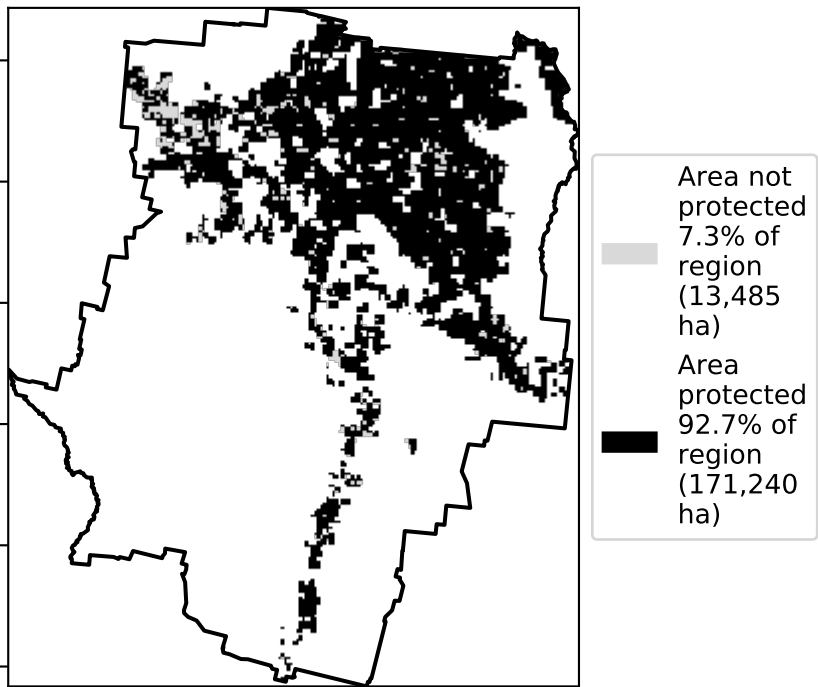 Area not
protected
7.3% of
region
(13,485
ha)
Area
protected
92.7% of
region
(171,240
ha)